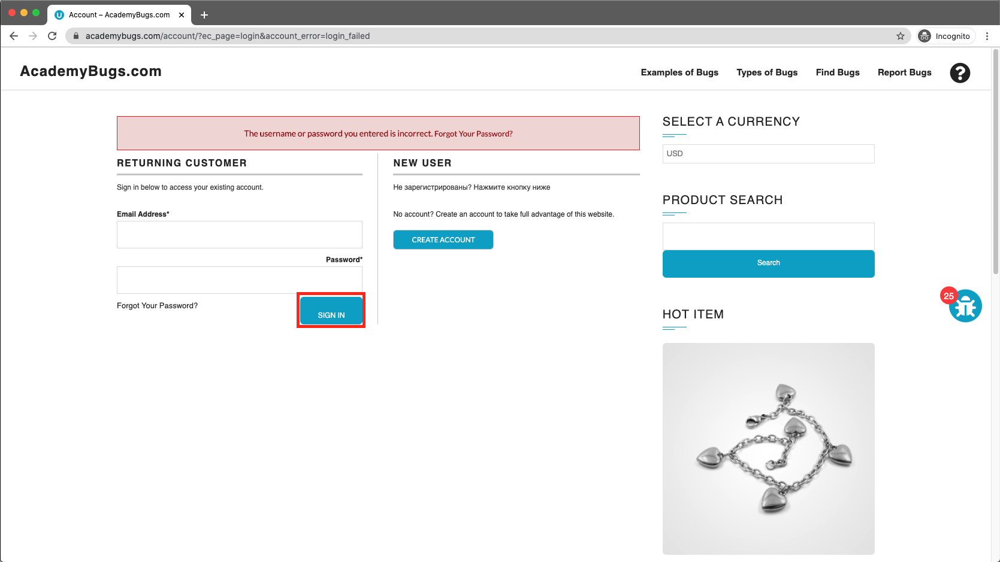 Account – AcademyBugs.com
academybugs.com/account/?ec_page=login&account_error=login_failed
Incognito
AcademyBugs.com
Examples of Bugs
Types of Bugs
Find Bugs
Report Bugs
?
The username or password you entered is incorrect. Forgot Your Password?
RETURNING CUSTOMER
Sign in below to access your existing account.
Email Address*
Password*
Forgot Your Password?
SIGN IN
NEW USER
Не зарегистрированы? Нажмите кнопку ниже
No account? Create an account to take full advantage of this website.
CREATE ACCOUNT
SELECT A CURRENCY
USD
PRODUCT SEARCH
Search
25
HOT ITEM